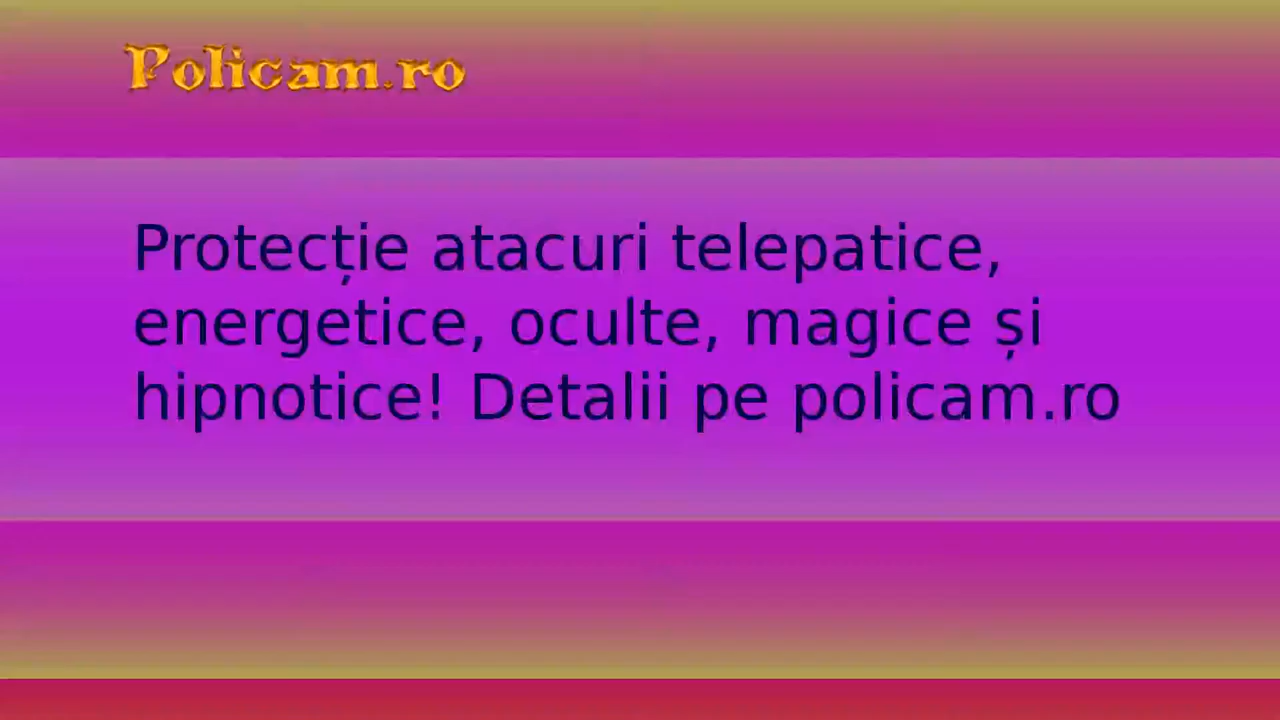 Policam.ro
Protecție atacuri telepatice,
energetice, oculte, magice și
hipnotice! Detalii pe policam.ro